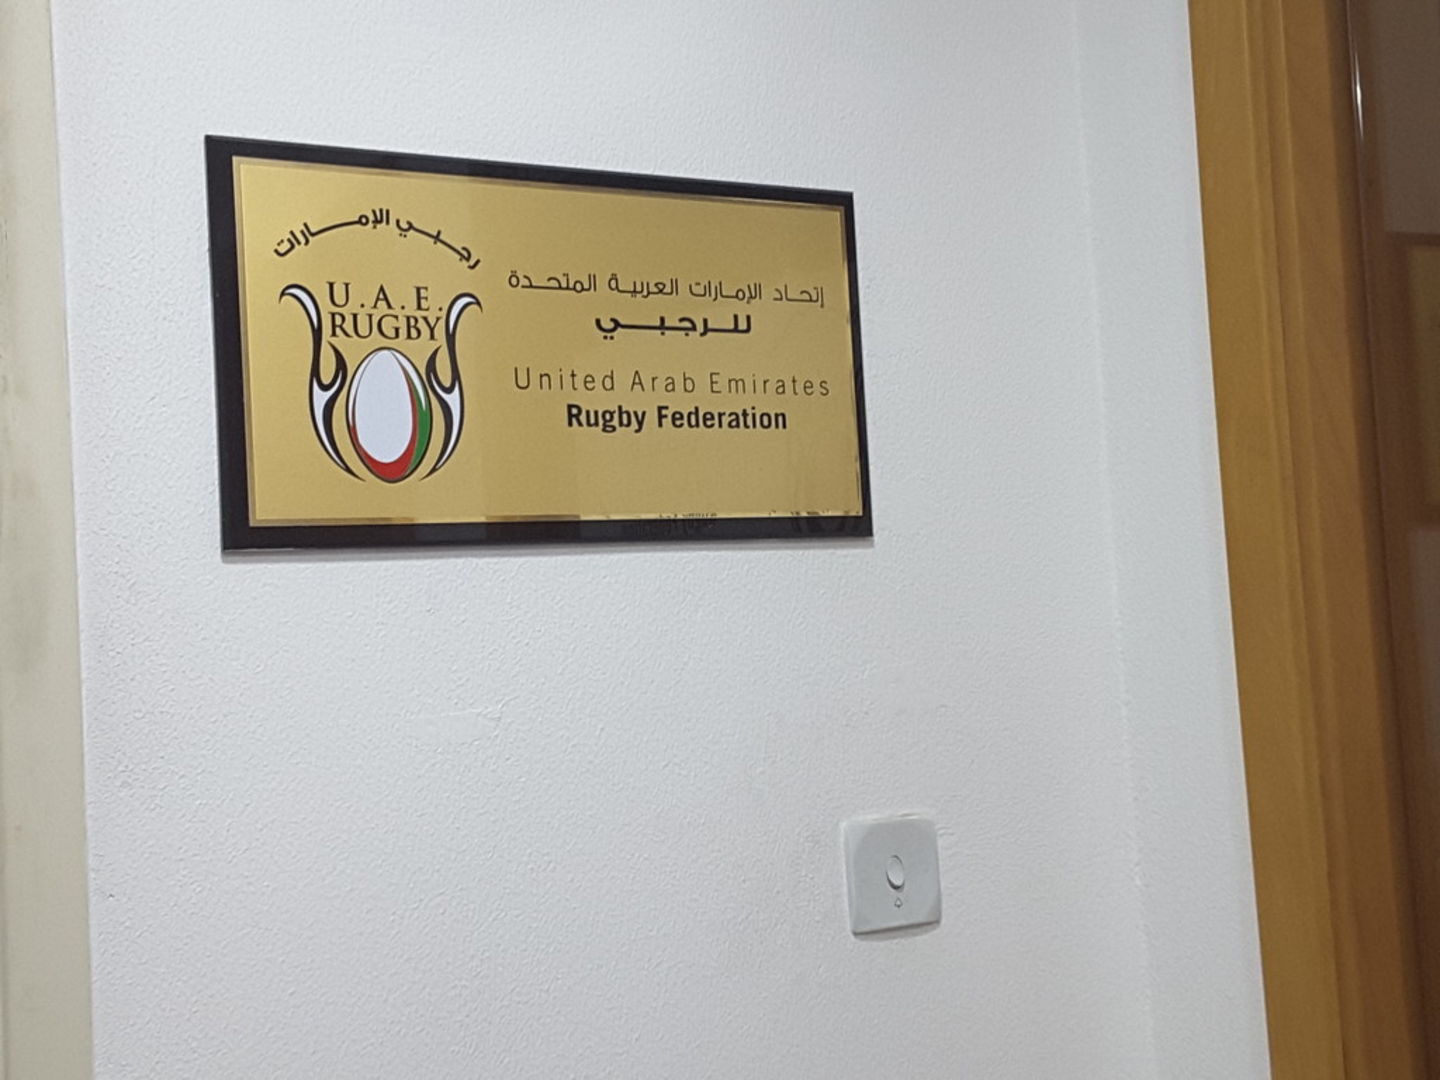 رجبي الإمارات
U.A.E.
RUGBY
إتحاد الإمارات العربية المتحدة
للرجبي
United Arab Emirates
Rugby Federation